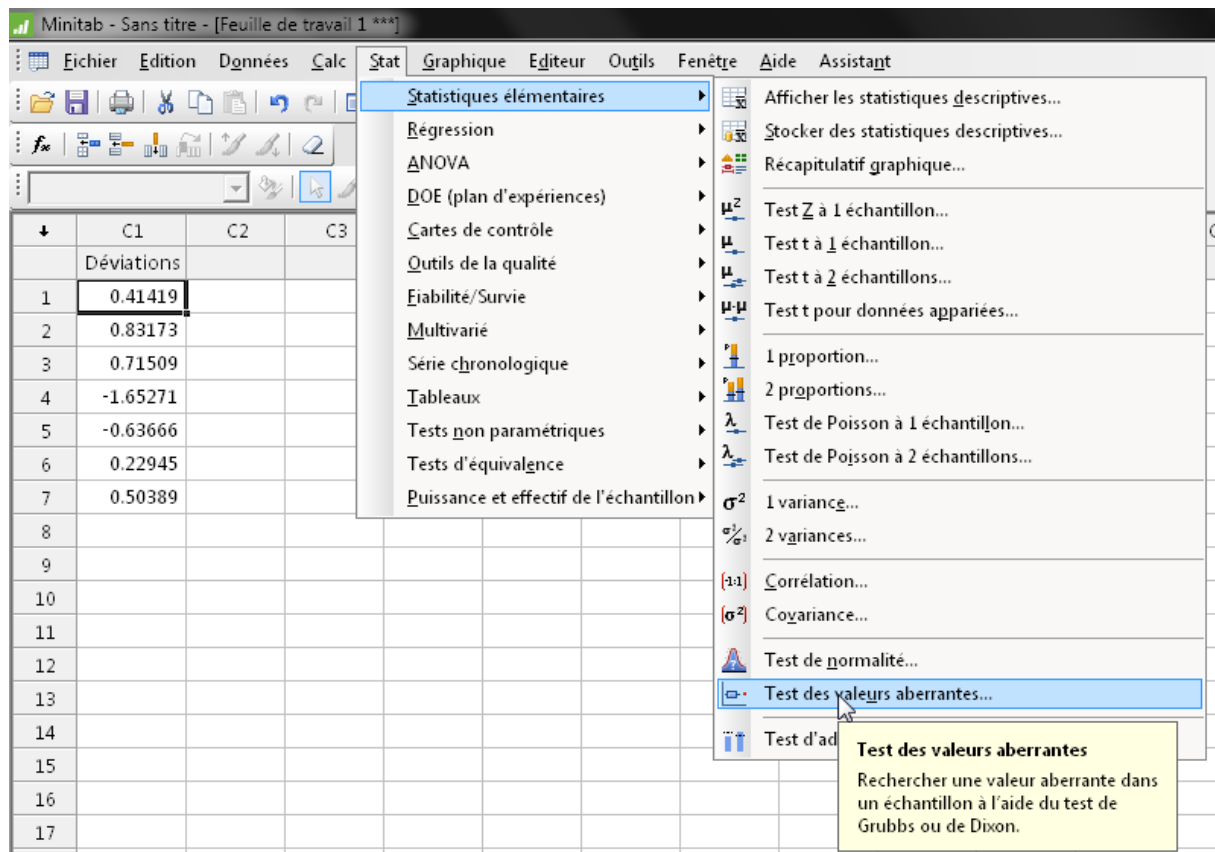 Minitab - Sans titre - [Feuille de travail 1 ***]
Fichier Edition Données Calc Stat Graphique Editeur Outils Fenêtre Aide Assistant
Statistiques élémentaires
Régression
ANOVA
DOE (plan d'expériences)
Cartes de contrôle
Outils de la qualité
Fiabilité/Survie
Multivarié
Série chronologique
Tableaux
Tests non paramétriques
Tests d'équivalence
Puissance et effectif de l'échantillon
Afficher les statistiques descriptives...
Stocker des statistiques descriptives...
Récapitulatif graphique...
Test Z à 1 échantillon...
Test t à 1 échantillon...
Test t à 2 échantillons...
Test t pour données appariées...
1 proportion...
2 proportions...
Test de Poisson à 1 échantillon...
Test de Poisson à 2 échantillons...
1 variance...
2 variances...
Corrélation...
Covariance...
Test de normalité...
Test des valeurs aberrantes...
Test d'ad
Test des valeurs aberrantes
Rechercher une valeur aberrante dans
un échantillon à l'aide du test de
Grubbs ou de Dixon.
C1 C2 C3
Déviations
1 0.41419
2 0.83173
3 0.71509
4 -1.65271
5 -0.63666
6 0.22945
7 0.50389
8
9
10
11
12
13
14
15
16
17